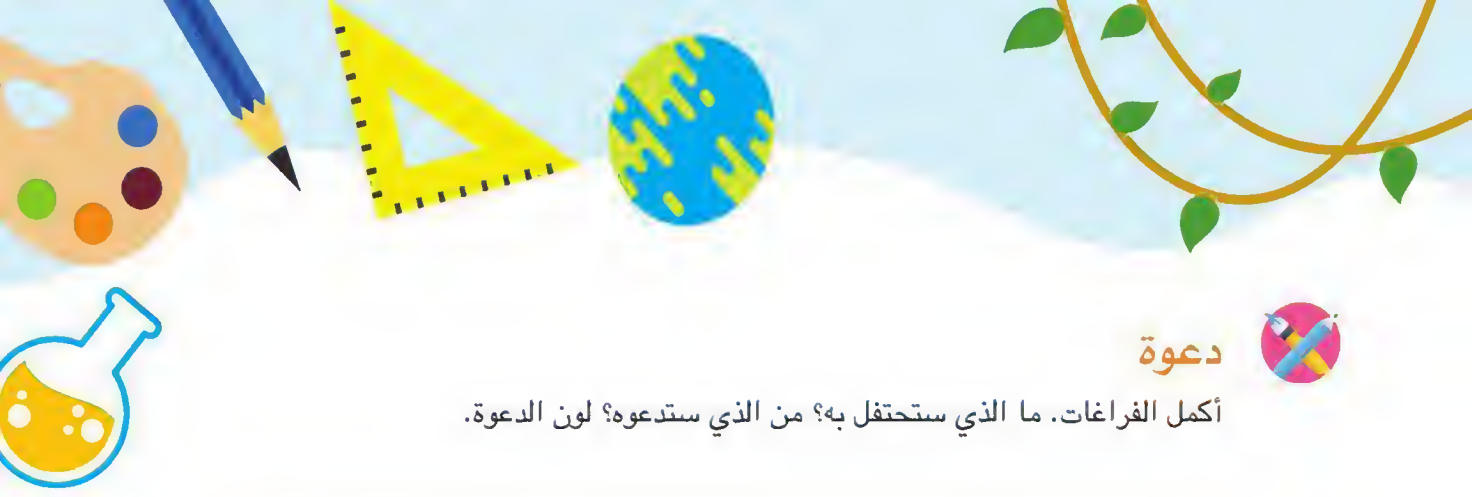 دعوة
أكمل الفراغات. ما الذي ستحتفل به؟ من الذي ستدعوه؟ لون الدعوة.